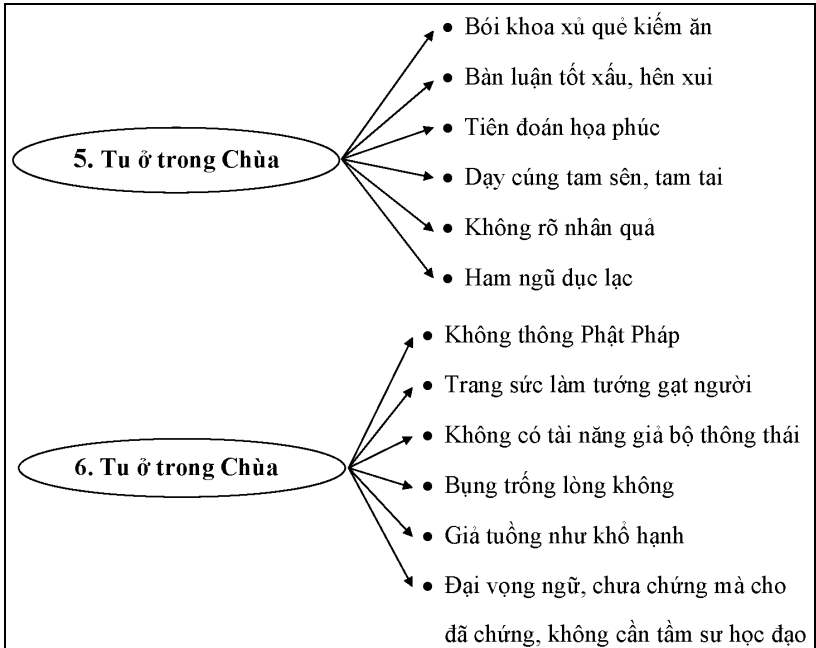 ● Bói khoa xủ quẻ kiếm ăn
● Bàn luận tốt xấu, hên xui
● Tiên đoán họa phúc
5. Tu ở trong Chùa
● Dạy cúng tam sên, tam tai
● Không rõ nhân quả
● Ham ngũ dục lạc
● Không thông Phật Pháp
● Trang sức làm tướng gạt người
● Không có tài năng giả bộ thông thái
6. Tu ở trong Chùa
● Bụng trống lòng không
● Giả tuồng như khổ hạnh
● Đại vọng ngữ, chưa chứng mà cho
đã chứng, không cần tầm sư học đạo